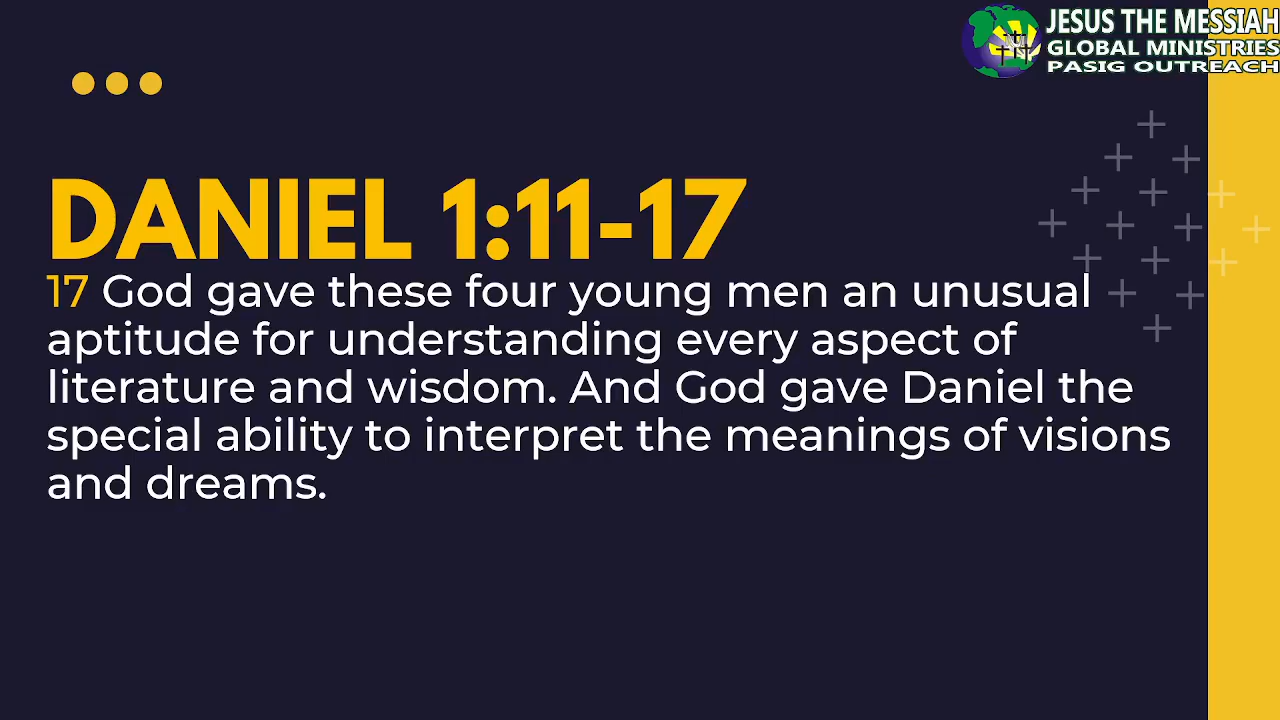 JESUS THE MESSIAH
GLOBAL MINISTRIES
PASIG OUTREACH
DANIEL 1:11-17
17 God gave these four young men an unusual
aptitude for understanding every aspect of
literature and wisdom. And God gave Daniel the
special ability to interpret the meanings of visions
and dreams.